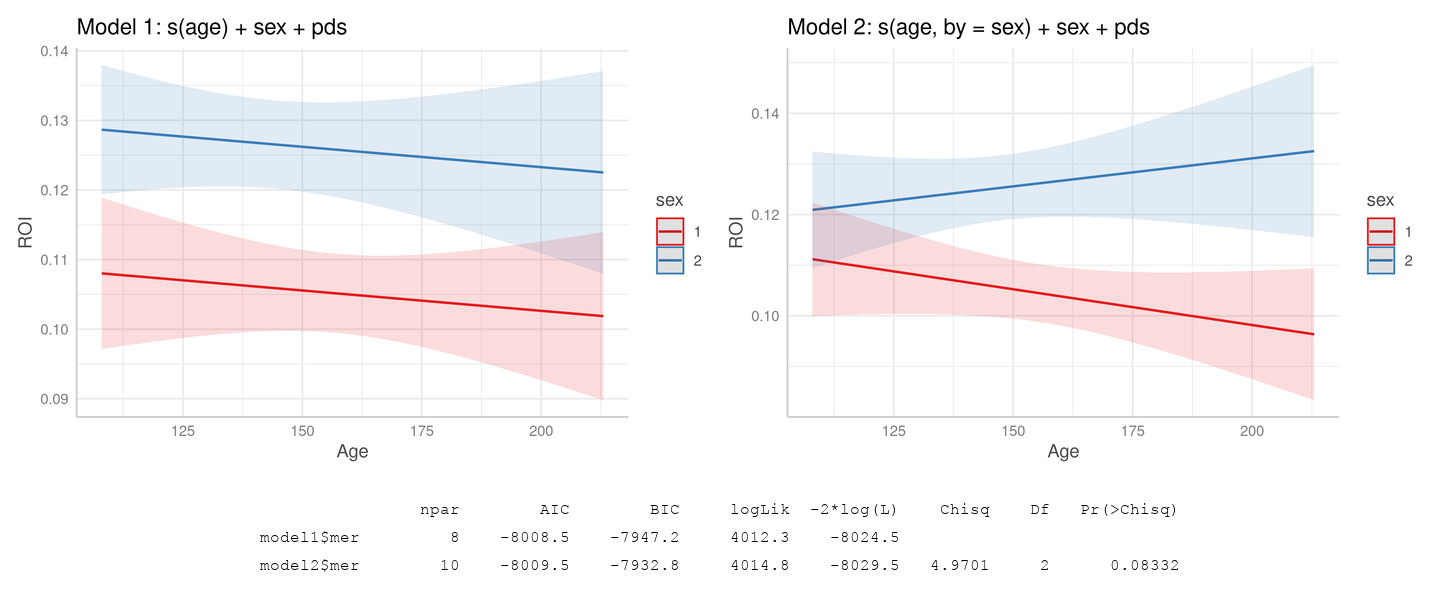 Model 1: s(age) + sex + pds
0.14
0.13
0.12
0.11
0.10
0.09
ROI
125 150 175 200
Age
sex
1
2
Model 2: s(age, by = sex) + sex + pds
0.14
0.12
0.10
ROI
125 150 175 200
Age
sex
1
2
npar AIC BIC logLik -2*log(L) Chisq Df Pr(>Chisq)
model1$mer 8 -8008.5 -7947.2 4012.3 -8024.5
model2$mer 10 -8009.5 -7932.8 4014.8 -8029.5 4.9701 2 0.08332